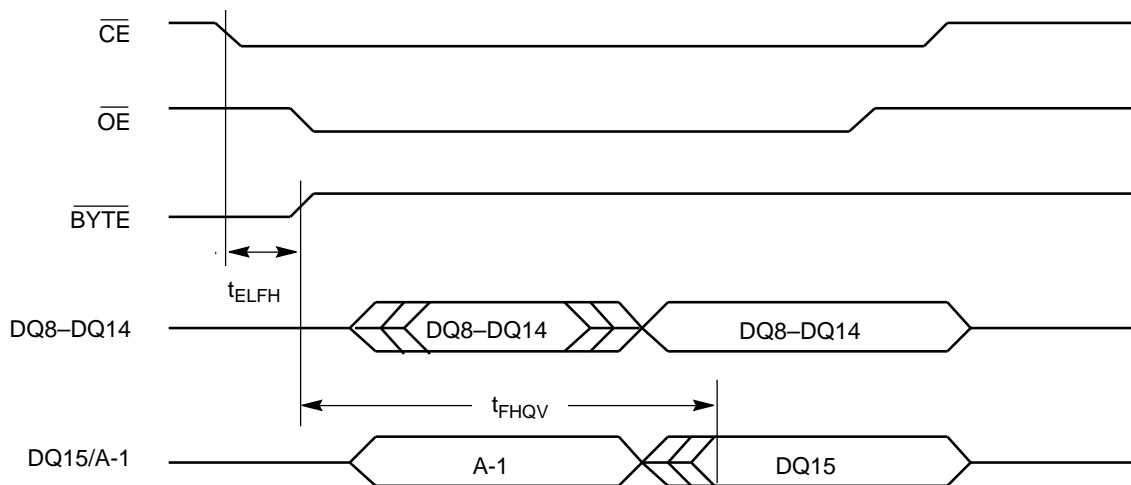 CE
OE
BYTE
tELFH
DQ8–DQ14 DQ8–DQ14 DQ8–DQ14
tFHQV
DQ15/A-1 A-1 DQ15